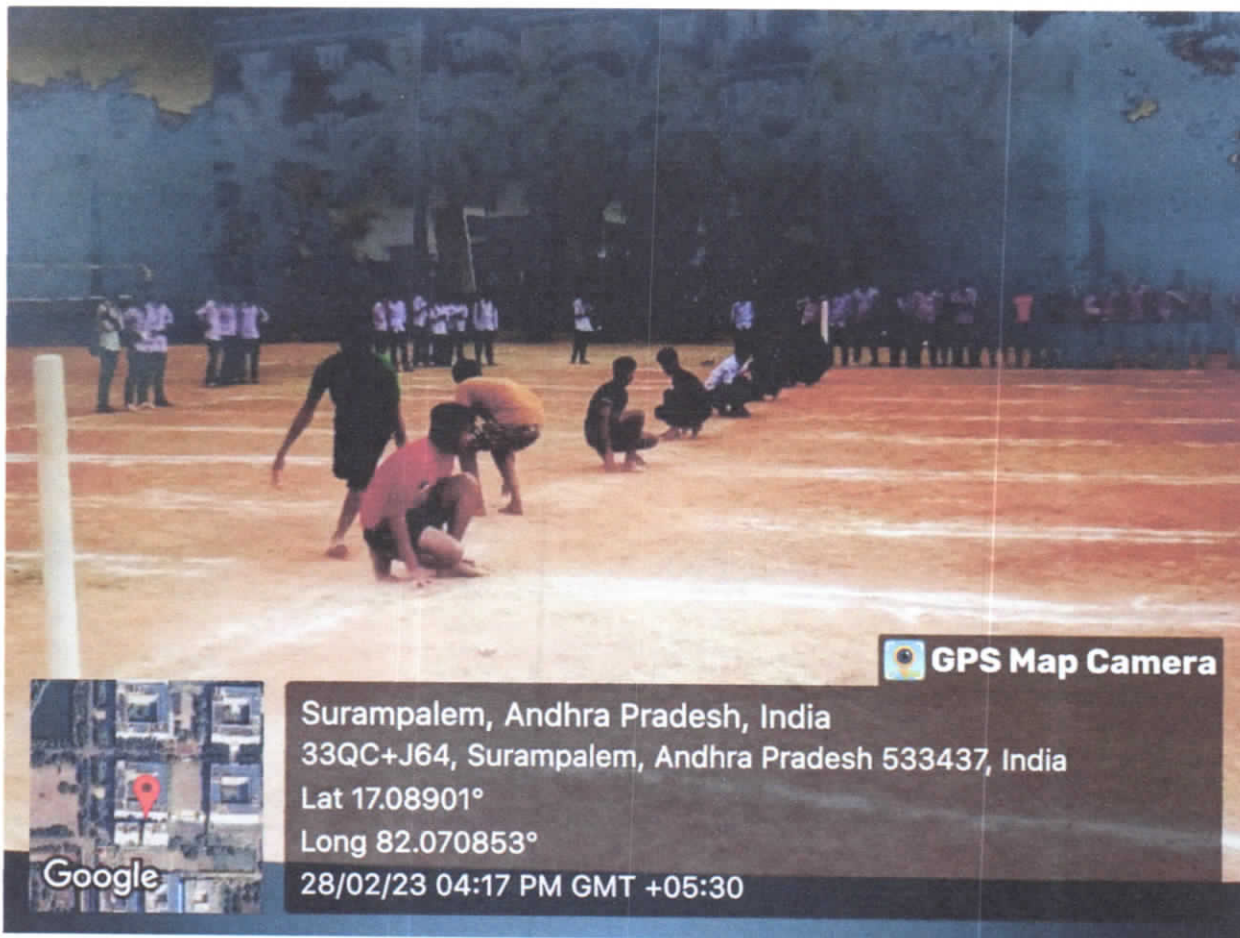 GPS Map Camera
Surampalem, Andhra Pradesh, India
33QC+J64, Surampalem, Andhra Pradesh 533437, India
Lat 17.08901°
Long 82.070853°
28/02/23 04:17 PM GMT +05:30
Google